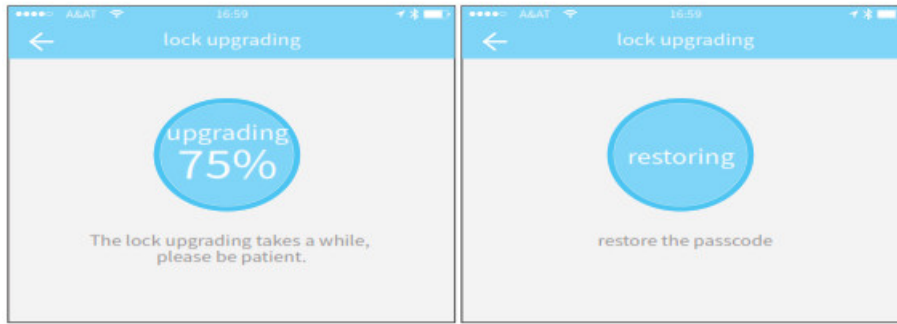 A&AT 16:59
lock upgrading
upgrading
75%
The lock upgrading takes a while,
please be patient.
A&AT 16:59
lock upgrading
restoring
restore the passcode